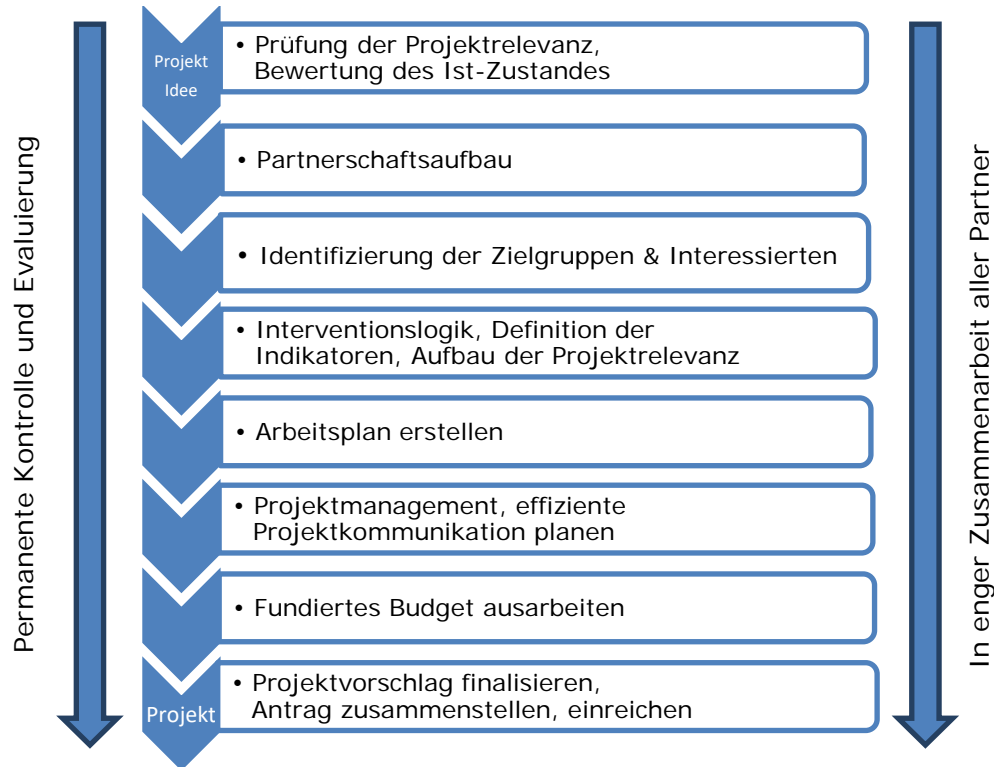 Permanente Kontrolle und Evaluierung
Projekt
Idee
• Prüfung der Projektrelevanz,
Bewertung des Ist-Zustandes
• Partnerschaftsaufbau
• Identifizierung der Zielgruppen & Interessierten
• Interventionslogik, Definition der
Indikatoren, Aufbau der Projektrelevanz
• Arbeitsplan erstellen
• Projektmanagement, effiziente
Projektkommunikation planen
• Fundiertes Budget ausarbeiten
Projekt
• Projektvorschlag finalisieren,
Antrag zusammenstellen, einreichen
In enger Zusammenarbeit aller Partner